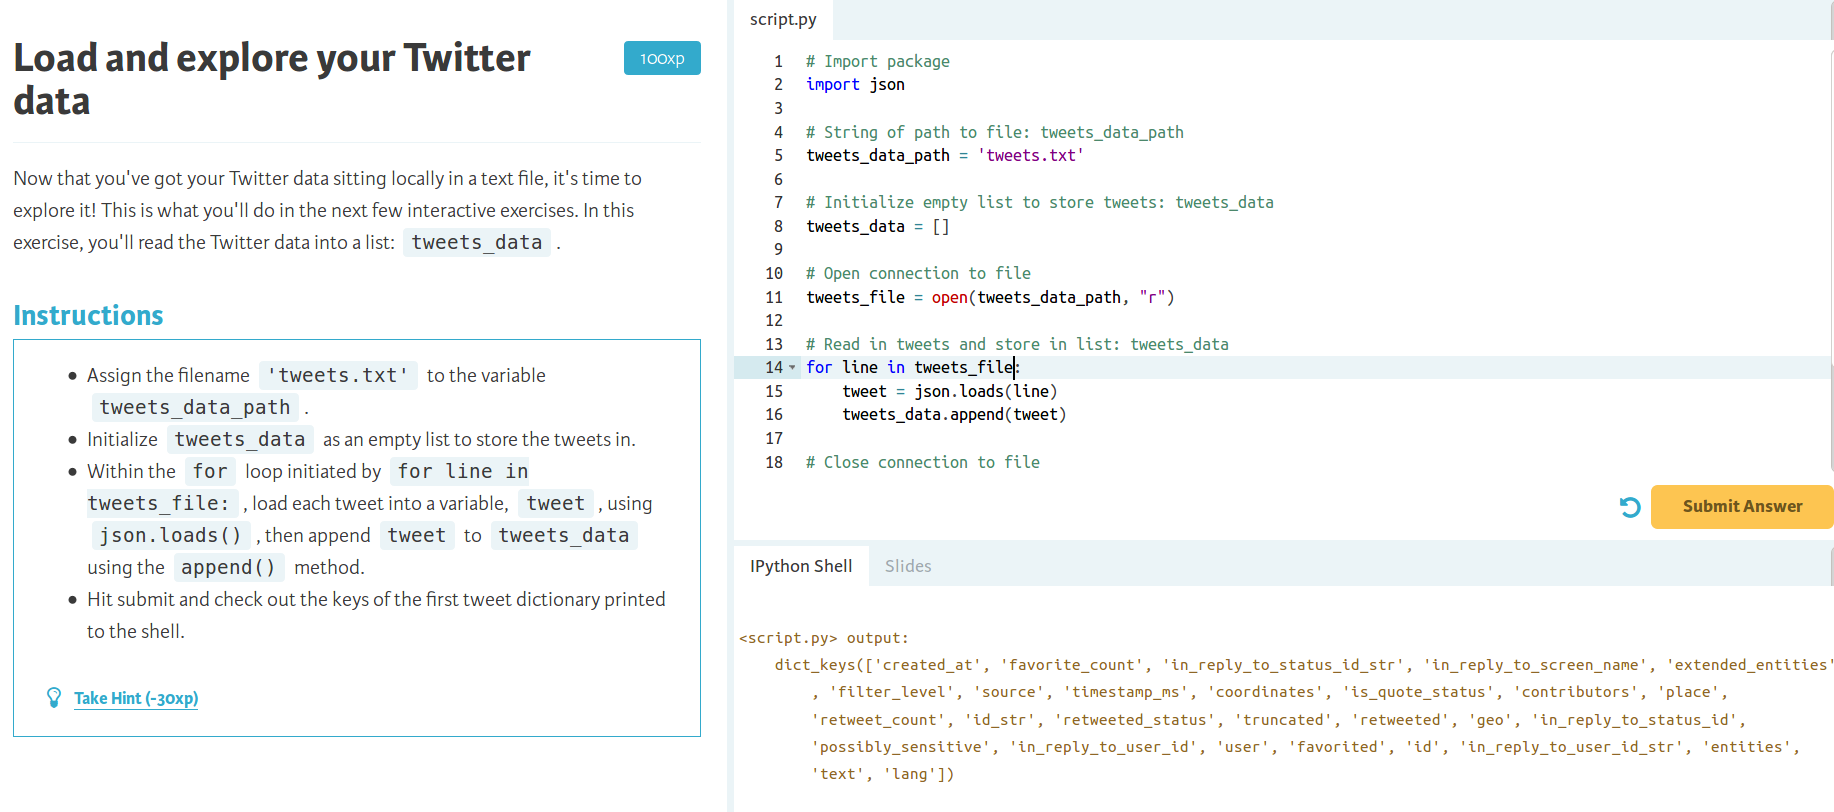 Load and explore your Twitter
data
100xp
Now that you've got your Twitter data sitting locally in a text file, it's time to
explore it! This is what you'll do in the next few interactive exercises. In this
exercise, you'll read the Twitter data into a list: tweets_data .
Instructions
● Assign the filename 'tweets.txt' to the variable
tweets_data_path .
● Initialize tweets_data as an empty list to store the tweets in.
● Within the for loop initiated by for line in
tweets_file: , load each tweet into a variable, tweet , using
json.loads() , then append tweet to tweets_data
using the append() method.
● Hit submit and check out the keys of the first tweet dictionary printed
to the shell.
Take Hint (-30xp)
script.py
1 # Import package
2 import json
3
4 # String of path to file: tweets_data_path
5 tweets_data_path = 'tweets.txt'
6
7 # Initialize empty list to store tweets: tweets_data
8 tweets_data = []
9
10 # Open connection to file
11 tweets_file = open(tweets_data_path, "r")
12
13 # Read in tweets and store in list: tweets_data
14 for line in tweets_file:
15     tweet = json.loads(line)
16     tweets_data.append(tweet)
17
18 # Close connection to file
Submit Answer
IPython Shell Slides
<script.py> output:
dict_keys(['created_at', 'favorite_count', 'in_reply_to_status_id_str', 'in_reply_to_screen_name', 'extended_entities'
, 'filter_level', 'source', 'timestamp_ms', 'coordinates', 'is_quote_status', 'contributors', 'place',
'retweet_count', 'id_str', 'retweeted_status', 'truncated', 'retweeted', 'geo', 'in_reply_to_status_id',
'possibly_sensitive', 'in_reply_to_user_id', 'user', 'favorited', 'id', 'in_reply_to_user_id_str', 'entities',
'text', 'lang'])